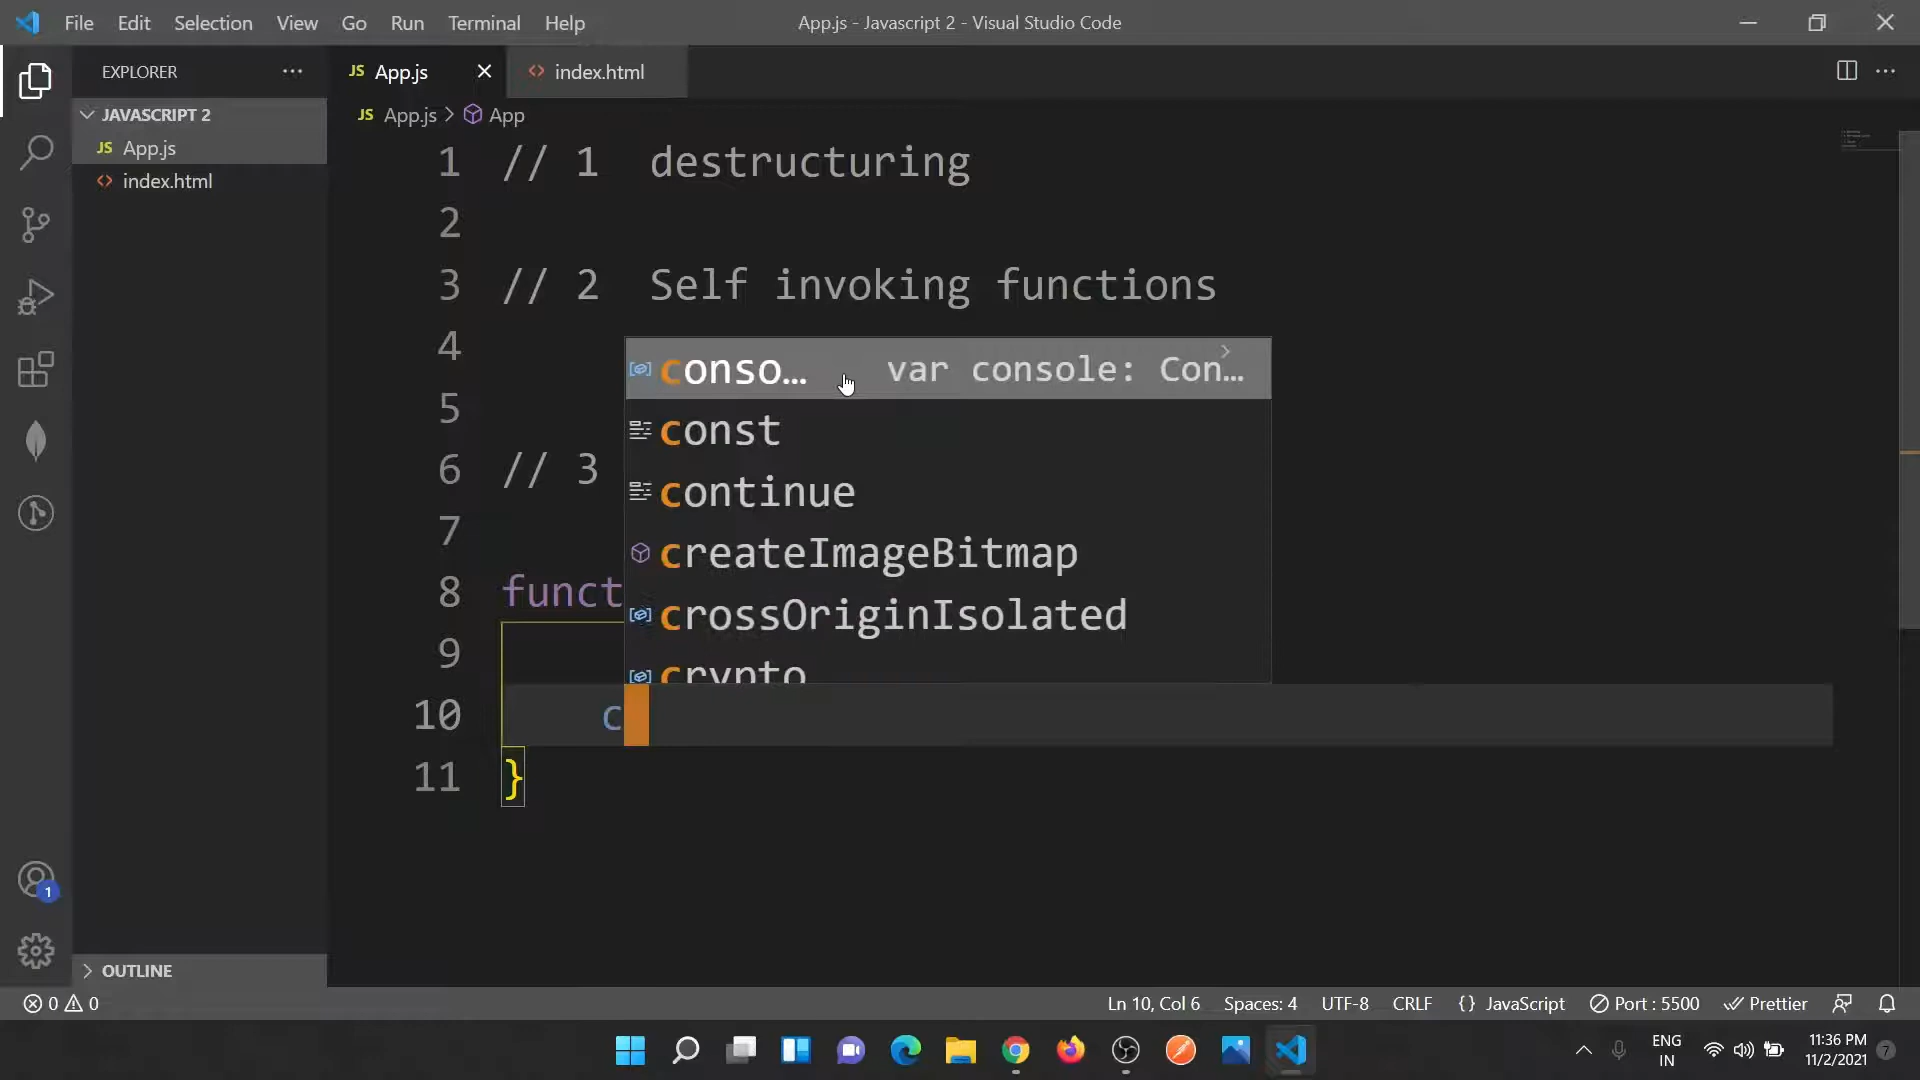 File Edit Selection View Go Run Terminal Help
App.js - Javascript 2 - Visual Studio Code
EXPLORER
JS App.js
index.html
JAVASCRIPT 2
JS App.js
index.html
JS App.js > App
1 // 1 destructuring
2
3 // 2 Self invoking functions
4
conso... var console: Con...
5
const
6 // 3
continue
7
createImageBitmap
8 funct
crossOriginIsolated
9
crypto
10 c
11 }
1
OUTLINE
0 0
Ln 10, Col 6 Spaces: 4 UTF-8 CRLF {} JavaScript Port : 5500 Prettier
ENG
IN
11:36 PM
11/2/2021
7